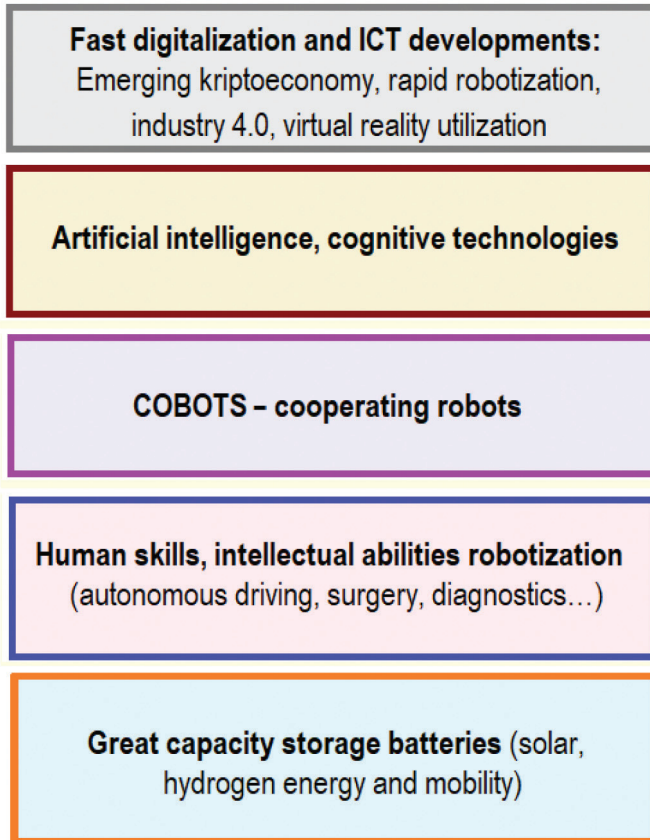 Fast digitalization and ICT developments:
Emerging kriptoeconomy, rapid robotization,
industry 4.0, virtual reality utilization
Artificial intelligence, cognitive technologies
COBOTS – cooperating robots
Human skills, intellectual abilities robotization
(autonomous driving, surgery, diagnostics…)
Great capacity storage batteries (solar,
hydrogen energy and mobility)